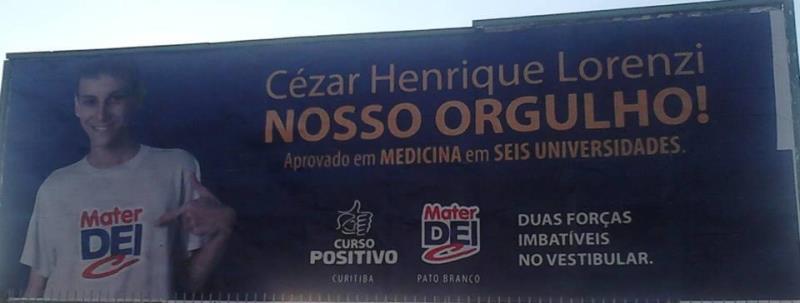 Cézar Henrique Lorenzi
NOSSO ORGULHO!
Aprovado em MEDICINA em SEIS UNIVERSIDADES.
Mater
DEI
CURSO
POSITIVO
CURITIBA
Mater
DEI
PATO BRANCO
DUAS FORÇAS
IMBATÍVEIS
NO VESTIBULAR.